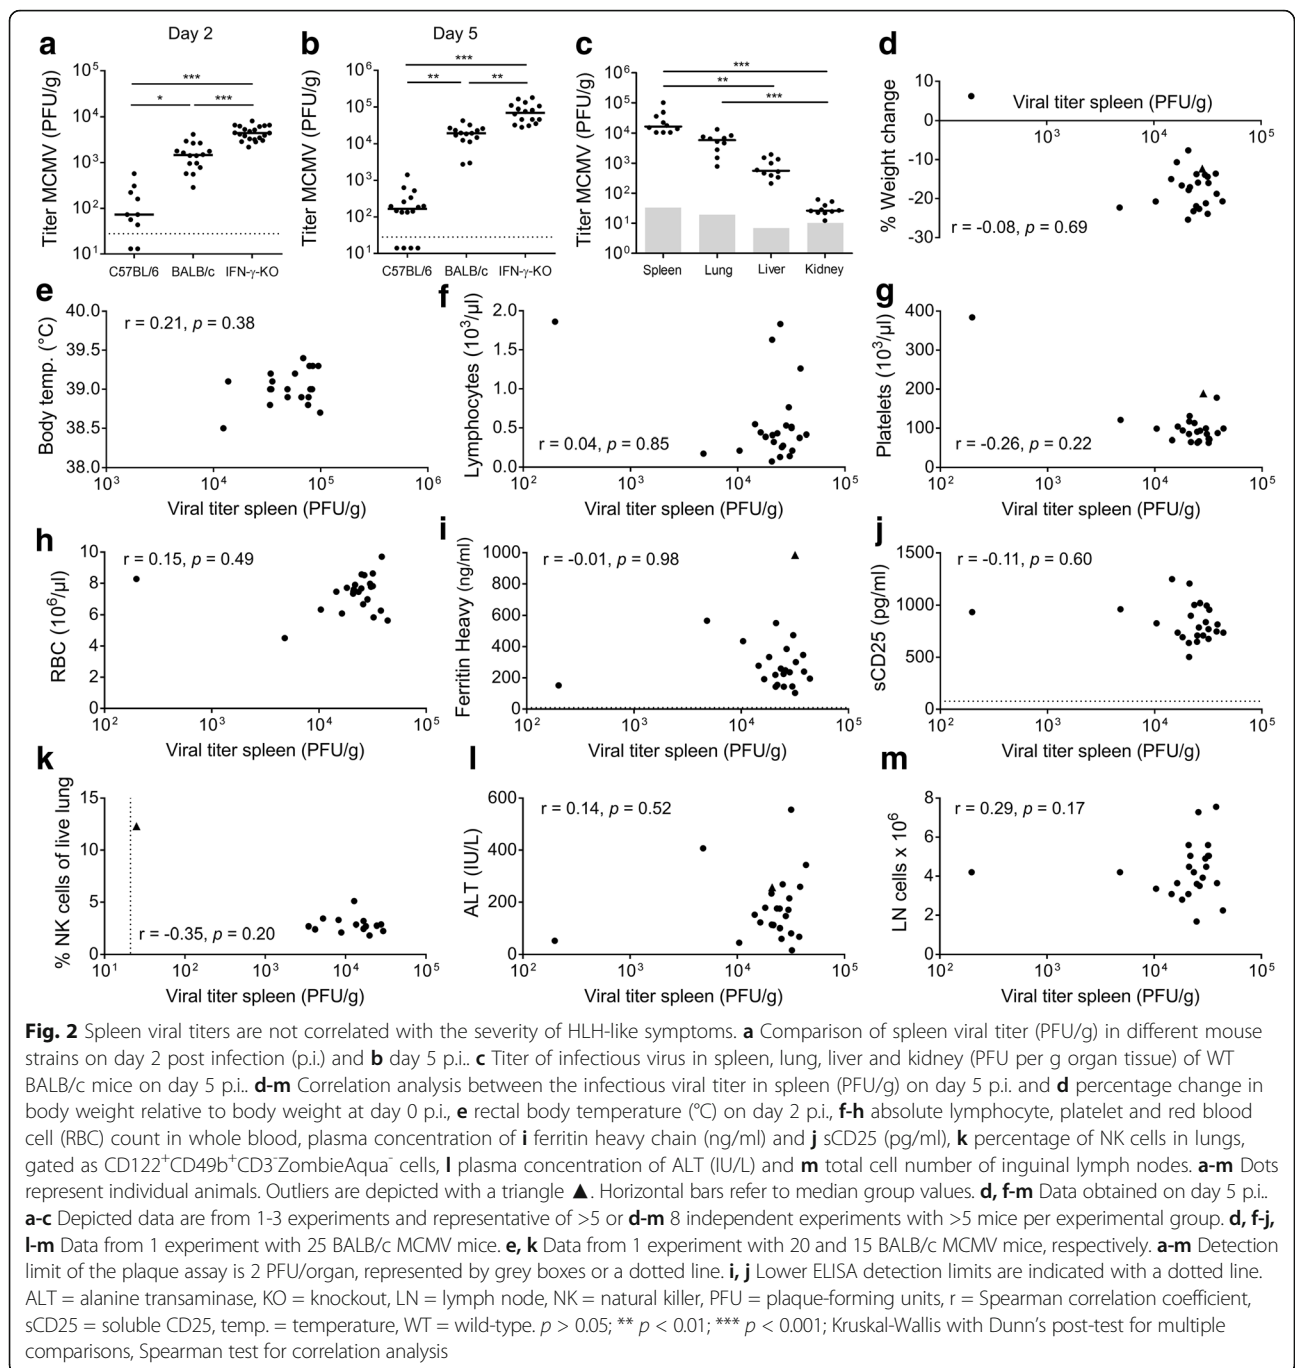 a
Day 2
Titer MCMV (PFU/g)
10^5
10^4
10^3
10^2
10^1
***
*
***
C57BL/6 BALB/c IFN-γ-KO
b
Day 5
Titer MCMV (PFU/g)
10^6
10^5
10^4
10^3
10^2
10^1
***
**
**
C57BL/6 BALB/c IFN-γ-KO
c
Titer MCMV (PFU/g)
10^6
10^5
10^4
10^3
10^2
10^1
10^0
***
**
***
Spleen Lung Liver Kidney
d
% Weight change
10
0
-10
-20
-30
Viral titer spleen (PFU/g)
10^3 10^4 10^5
r = -0.08, p = 0.69
e
Body temp. (°C)
40.0
39.5
39.0
38.5
38.0
r = 0.21, p = 0.38
10^3 10^4 10^5 10^6
Viral titer spleen (PFU/g)
f
Lymphocytes (10^3/µl)
2.0
1.5
1.0
0.5
0.0
r = 0.04, p = 0.85
10^2 10^3 10^4 10^5
Viral titer spleen (PFU/g)
g
Platelets (10^3/µl)
400
300
200
100
0
r = -0.26, p = 0.22
10^2 10^3 10^4 10^5
Viral titer spleen (PFU/g)
h
RBC (10^6/µl)
10
8
6
4
2
0
r = 0.15, p = 0.49
10^2 10^3 10^4 10^5
Viral titer spleen (PFU/g)
i
Ferritin Heavy (ng/ml)
1000
800
600
400
200
0
r = -0.01, p = 0.98
10^2 10^3 10^4 10^5
Viral titer spleen (PFU/g)
j
sCD25 (pg/ml)
1500
1000
500
0
r = -0.11, p = 0.60
10^2 10^3 10^4 10^5
Viral titer spleen (PFU/g)
k
% NK cells of live lung
15
10
5
0
r = -0.35, p = 0.20
10^1 10^2 10^3 10^4 10^5
Viral titer spleen (PFU/g)
l
ALT (IU/L)
600
400
200
0
r = 0.14, p = 0.52
10^2 10^3 10^4 10^5
Viral titer spleen (PFU/g)
m
LN cells x 10^6
8
6
4
2
0
r = 0.29, p = 0.17
10^2 10^3 10^4 10^5
Viral titer spleen (PFU/g)
Fig. 2 Spleen viral titers are not correlated with the severity of HLH-like symptoms. a Comparison of spleen viral titer (PFU/g) in different mouse
strains on day 2 post infection (p.i.) and b day 5 p.i.. c Titer of infectious virus in spleen, lung, liver and kidney (PFU per g organ tissue) of WT
BALB/c mice on day 5 p.i.. d-m Correlation analysis between the infectious viral titer in spleen (PFU/g) on day 5 p.i. and d percentage change in
body weight relative to body weight at day 0 p.i., e rectal body temperature (°C) on day 2 p.i., f-h absolute lymphocyte, platelet and red blood
cell (RBC) count in whole blood, plasma concentration of i ferritin heavy chain (ng/ml) and j sCD25 (pg/ml), k percentage of NK cells in lungs,
gated as CD122+CD49b+CD3-ZombieAqua- cells, l plasma concentration of ALT (IU/L) and m total cell number of inguinal lymph nodes. a-m Dots
represent individual animals. Outliers are depicted with a triangle ▲. Horizontal bars refer to median group values. d, f-m Data obtained on day 5 p.i..
a-c Depicted data are from 1-3 experiments and representative of >5 or d-m 8 independent experiments with >5 mice per experimental group. d, f-j,
l-m Data from 1 experiment with 25 BALB/c MCMV mice. e, k Data from 1 experiment with 20 and 15 BALB/c MCMV mice, respectively. a-m Detection
limit of the plaque assay is 2 PFU/organ, represented by grey boxes or a dotted line. i, j Lower ELISA detection limits are indicated with a dotted line.
ALT = alanine transaminase, KO = knockout, LN = lymph node, NK = natural killer, PFU = plaque-forming units, r = Spearman correlation coefficient,
sCD25 = soluble CD25, temp. = temperature, WT = wild-type. p > 0.05; ** p < 0.01; *** p < 0.001; Kruskal-Wallis with Dunn's post-test for multiple
comparisons, Spearman test for correlation analysis